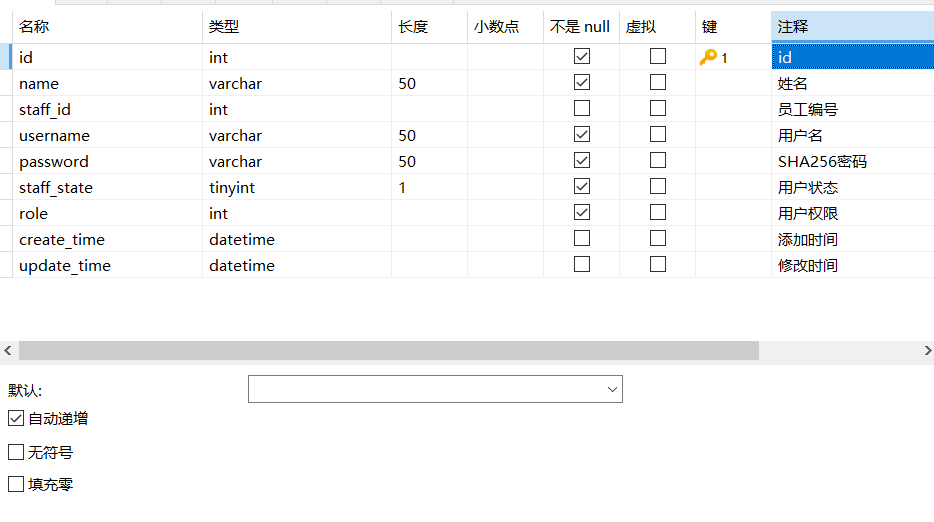 名称 类型 长度 小数点 不是 null 虚拟 键 注释
id int 1 id
name varchar 50 姓名
staff_id int 员工编号
username varchar 50 用户名
password varchar 50 SHA256密码
staff_state tinyint 1 用户状态
role int 用户权限
create_time datetime 添加时间
update_time datetime 修改时间
默认:
自动递增
无符号
填充零